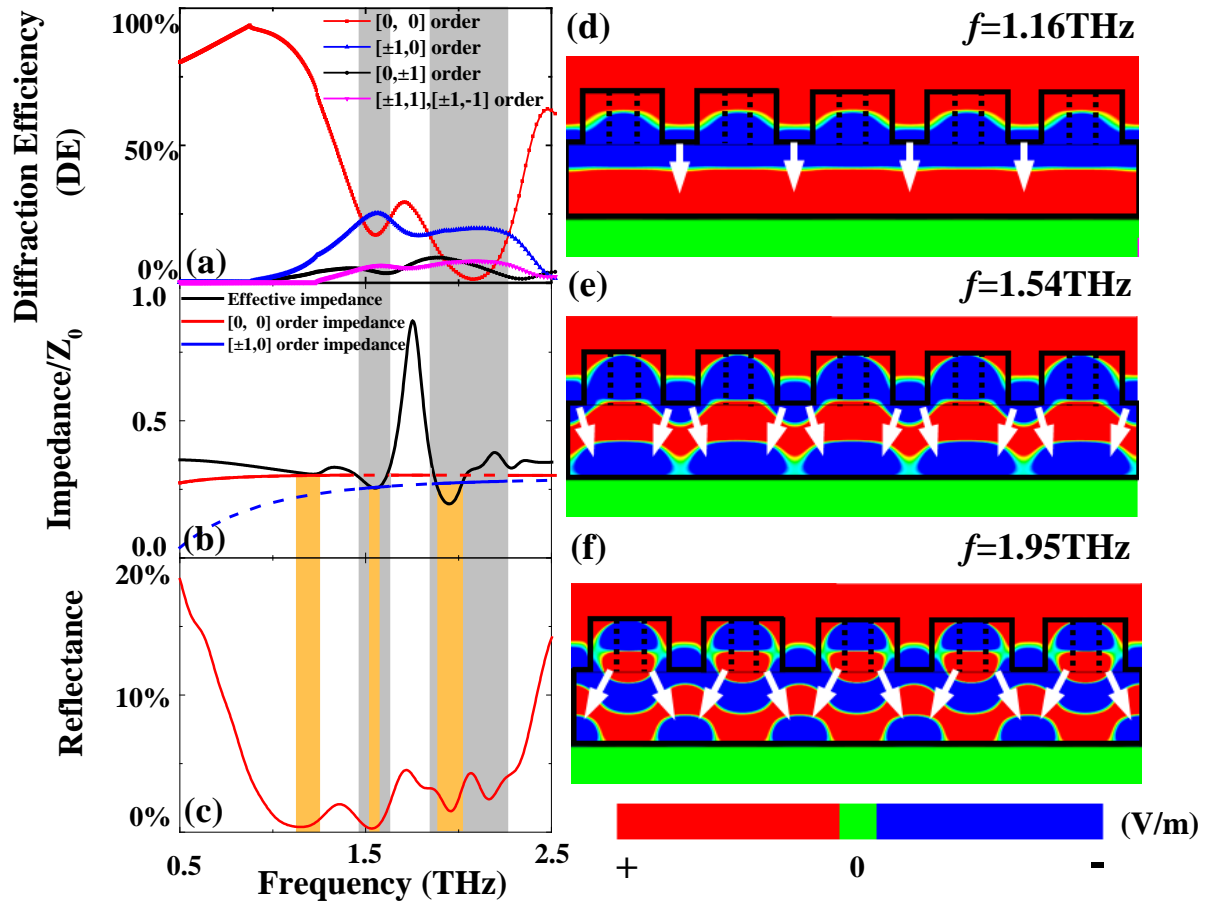 Diffraction Efficiency
(DE)
100%
50%
0%
[0, 0] order
[±1,0] order
[0,±1] order
[±1,1],[±1,-1] order
(a)
Impedance/Z0
1.0
0.5
0.0
Effective impedance
[0, 0] order impedance
[±1,0] order impedance
(b)
Reflectance
20%
10%
0%
(c)
0.5
1.5
2.5
Frequency (THz)
(d)
f=1.16THz
(e)
f=1.54THz
(f)
f=1.95THz
(V/m)
+
0
-